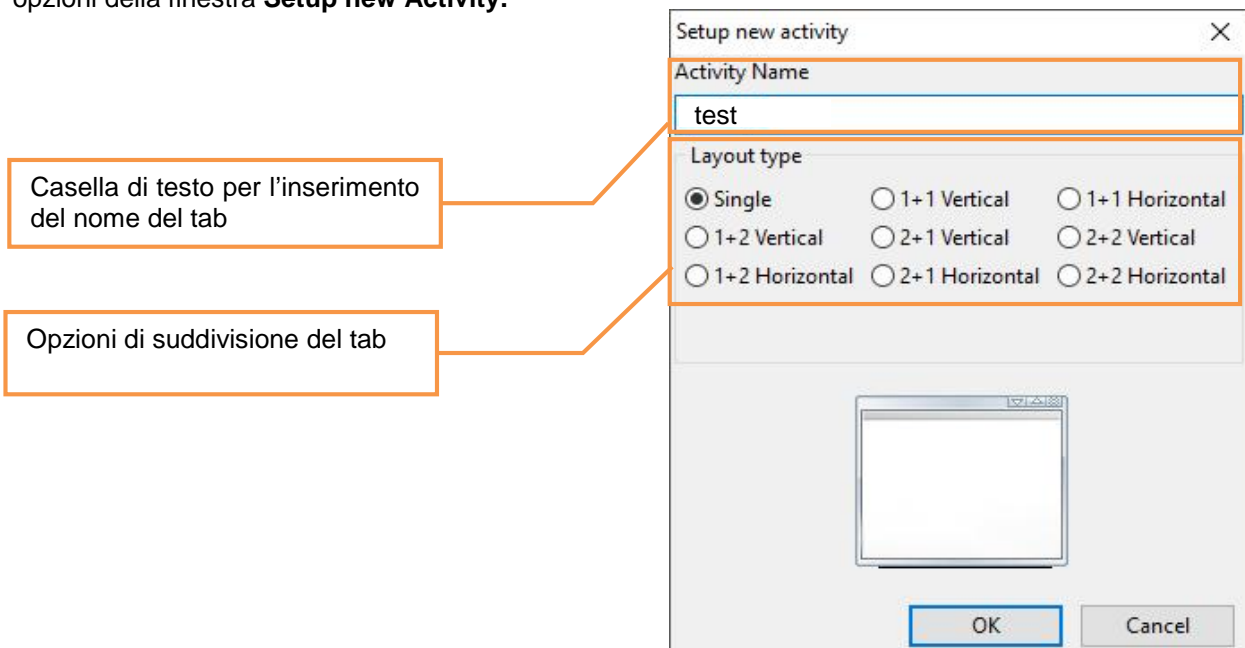 opzioni della finestra Setup new Activity:
Setup new activity
Activity Name
test
Casella di testo per l’inserimento
del nome del tab
Layout type
Single 1+1 Vertical 1+1 Horizontal
1+2 Vertical 2+1 Vertical 2+2 Vertical
1+2 Horizontal 2+1 Horizontal 2+2 Horizontal
Opzioni di suddivisione del tab
OK Cancel